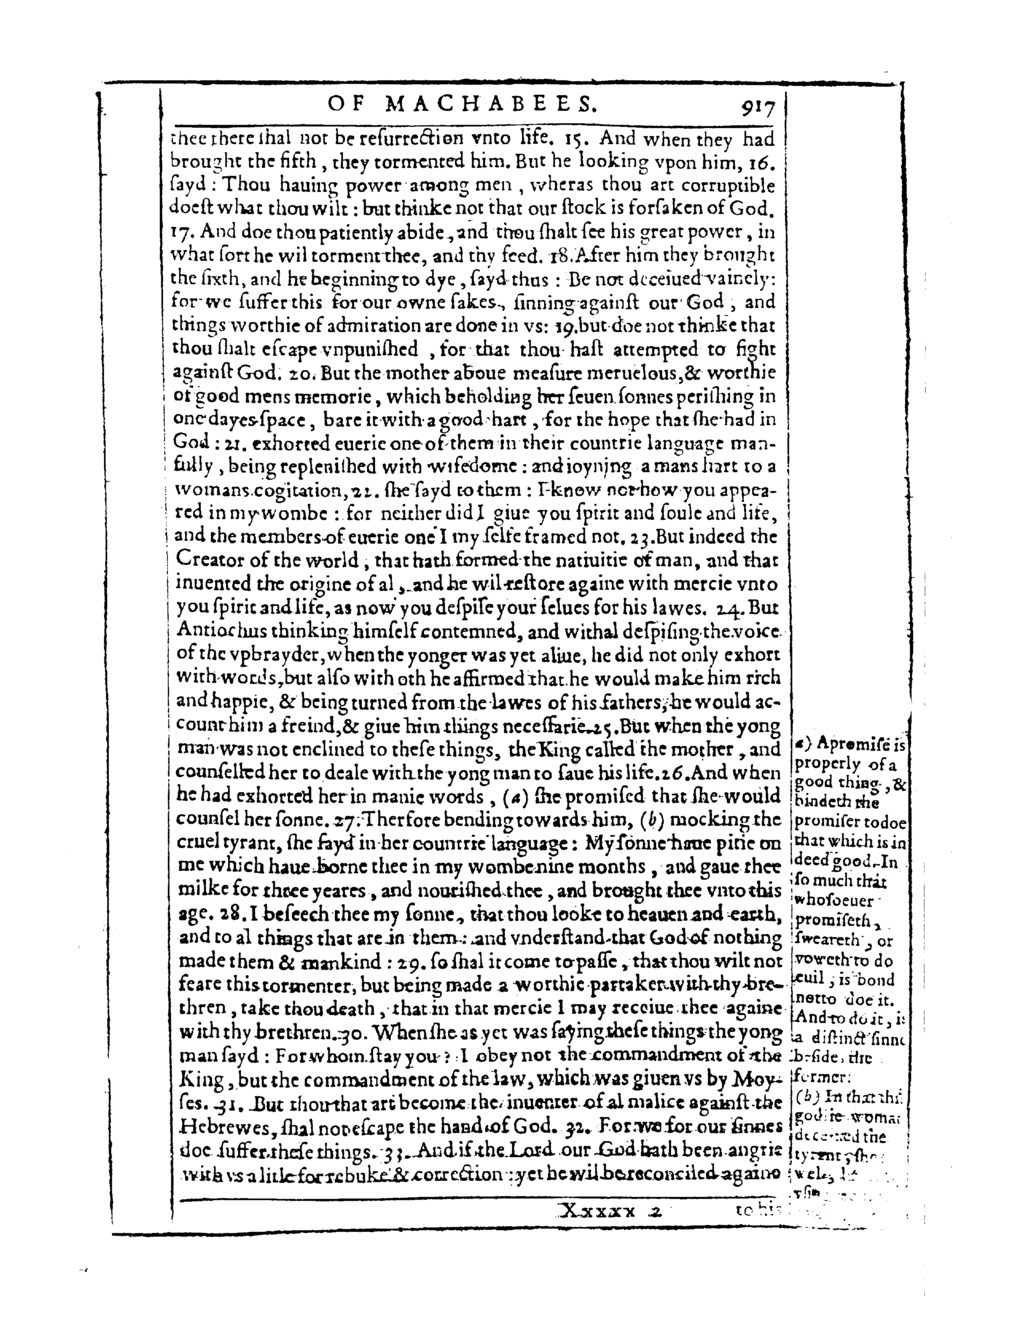 OF MACHABEES. 917
thee there ſhal not be reſurrection vnto life. 15. And when they had
brought the fifth, they tormented him. But he looking vpon him, 16.
ſayd : Thou hauing power among men, wheras thou art corruptible
doeſt what thou wilt : but thinke not that our ſtock is forſaken of God.
17. And doe thou patiently abide, and thou ſhalt ſee his great power, in
what ſort he wil torment thee, and thy ſeed. 18. After him they brought
the ſixth, and he beginning to dye, ſayd thus : Be not deceiued vainely:
for we ſuffer this for our owne ſakes, ſinning againſt our God, and
things worthie of admiration are done in vs: 19. but doe not thinke that
thou ſhalt eſcape vnpuniſhed, for that thou haſt attempted to fight
againſt God. 20. But the mother aboue meaſure meruelous, & worthie
of good mens memorie, which beholding her ſeuen ſonnes periſhing in
one dayes ſpace, bare it with a good hart, for the hope that ſhe had in
God : 21. exhorted euerie one of them in their countrie language man-
fully, being repleniſhed with wiſedome : and ioyning a mans hart to a
womans cogitation, 22. ſhe ſayd to them : I know not how you appea-
red in my wombe : for neither did I giue you ſpirit and ſoule and life,
and the members of euerie one I my ſelfe framed not. 23. But indeed the
Creator of the world, that hath formed the natiuitie of man, and that
inuented the origine of al, and he wil reſtore againe with mercie vnto
you ſpirit and life, as now you deſpiſe your ſelues for his lawes. 24. But
Antiochus thinking himſelf contemned, and withal deſpiſing the voice
of the vpbrayder, when the yonger was yet aliue, he did not only exhort
with words, but alſo with oth he affirmed that he would make him rich
and happie, & being turned from the lawes of his fathers, he would ac-
count him a freind, & giue him things neceſſarie. 25. But when the yong
man was not enclined to theſe things, the King called the mother, and
counſelled her to deale with the yong man to ſaue his life. 26. And when
he had exhorted her in manie words, (a) ſhe promiſed that ſhe would
counſel her ſonne. 27. Therfore bending towards him, (b) mocking the
cruel tyrant, ſhe ſayd in her countrie language : My ſonne haue pitie on
me which haue borne thee in my wombe nine months, and gaue thee
milke for three yeares, and nouriſhed thee, and brought thee vnto this
age. 28. I beſeech thee my ſonne, that thou looke to heauen and earth,
and to al things that are in them : and vnderſtand that God of nothing
made them & mankind : 29. ſo ſhal it come to paſſe, that thou wilt not
feare this tormenter, but being made a worthie partaker with thy bre-
thren, take thou death, that in that mercie I may receiue thee againe
with thy brethren. 30. When ſhe as yet was ſaying theſe things the yong
man ſayd : For whom ſtay you ? I obey not the commandment of the
King, but the commandment of the law, which was giuen vs by Moy-
ſes. 31. But thou that art become the inuenter of al malice againſt the
Hebrewes, ſhal not eſcape the hand of God. 32. For we for our ſinnes
doe ſuffer theſe things. 33. And if the Lord our God hath been angrie
with vs a litle for rebuke & correction : yet he wil be reconciled againe
Xxxxx 2 to his
a) A promiſe is
properly of a
good thing, &
bindeth the
promiſer to doe
that which is in
deed good. In
ſo much that
whoſoeuer
promiſeth,
ſweareth, or
voweth to do
euil, is bond
not to doe it.
And to do it, is
a diſtinct ſinne
beſide, the
former:
(b) In that this
godlie woman
deceiued the
tyrant, ſhe
wel,